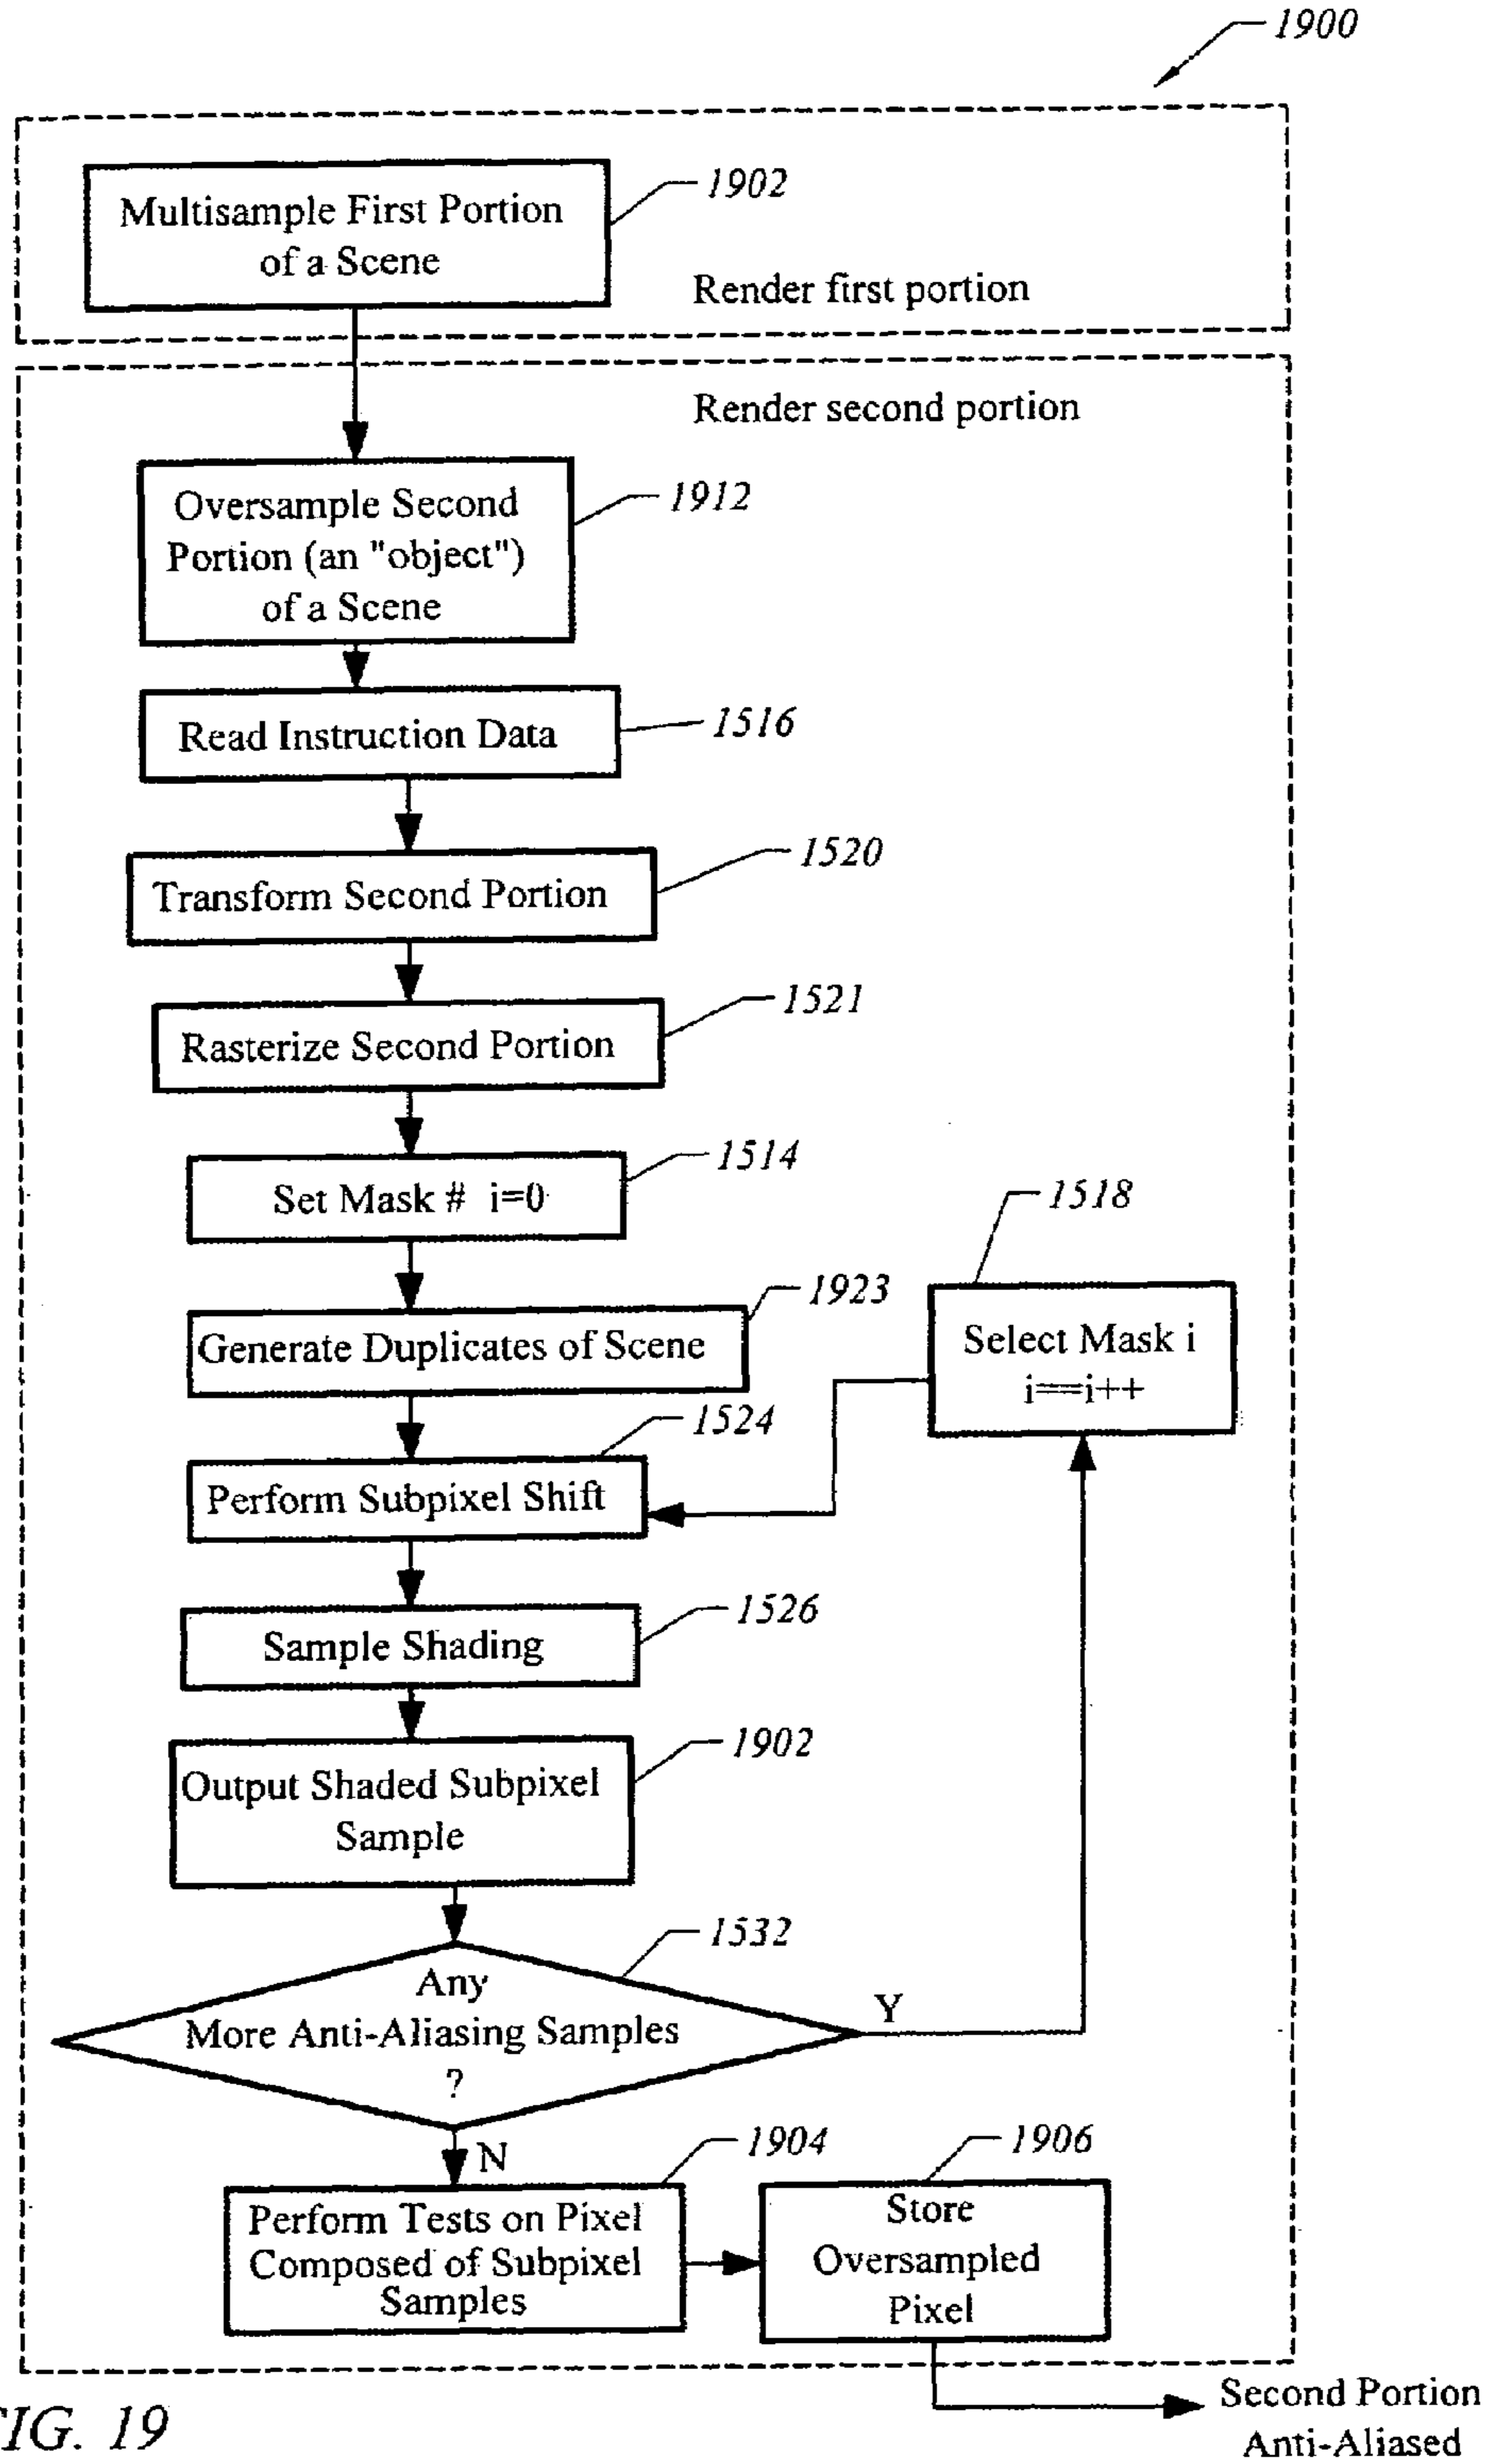 1900
Multisample First Portion
of a Scene
1902
Render first portion
Render second portion
Oversample Second
Portion (an "object")
of a Scene
1912
Read Instruction Data
1516
Transform Second Portion
1520
Rasterize Second Portion
1521
Set Mask # i=0
1514
Generate Duplicates of Scene
1923
Select Mask i
i==i++
1518
Perform Subpixel Shift
1524
Sample Shading
1526
Output Shaded Subpixel
Sample
1902
Any
More Anti-Aliasing Samples
?
1532
Y
N
Perform Tests on Pixel
Composed of Subpixel
Samples
1904
Store
Oversampled
Pixel
1906
Second Portion
Anti-Aliased
FIG. 19